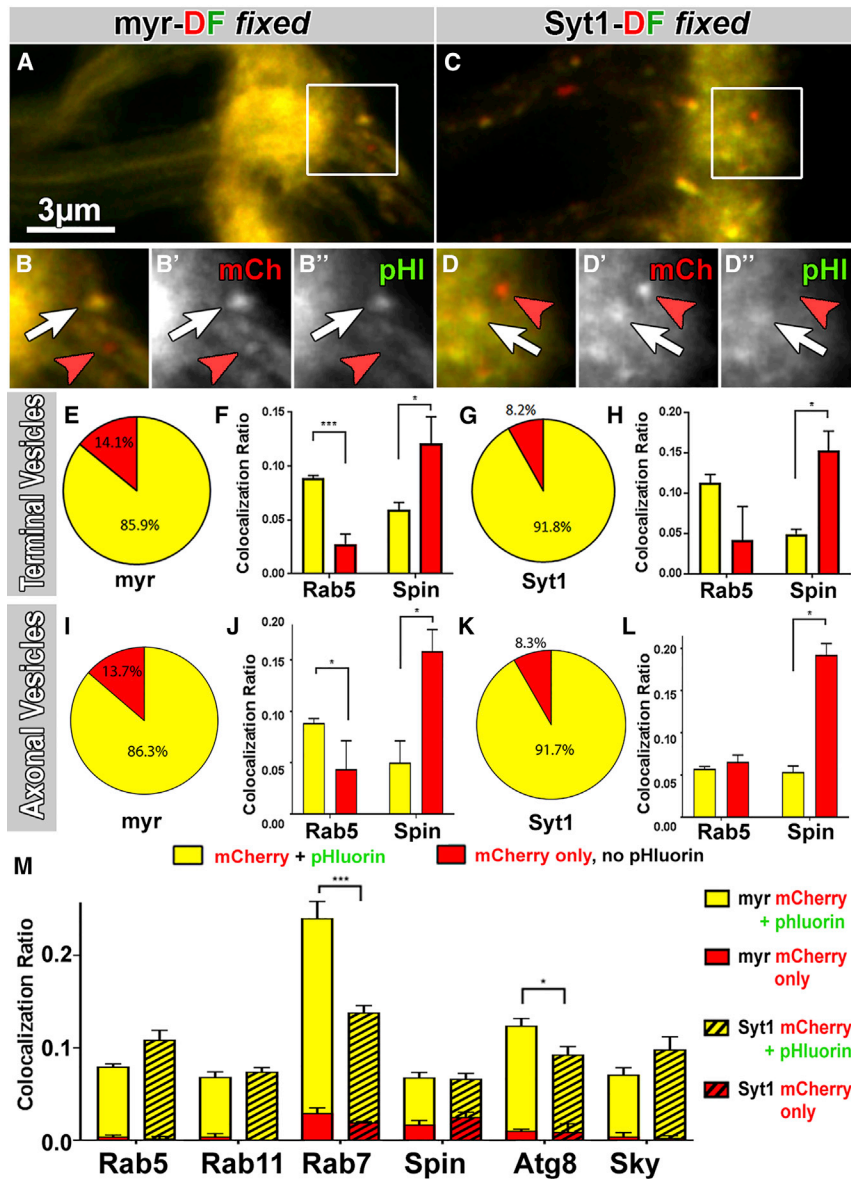 myr-DF fixed
Syt1-DF fixed
A
C
3µm
B
B'
mCh
B''
pHl
D
D'
mCh
D''
pHl
Terminal Vesicles
E
14.1%
85.9%
myr
F
Colocalization Ratio
0.15
0.10
0.05
0.00
***
*
Rab5
Spin
G
8.2%
91.8%
Syt1
H
Colocalization Ratio
0.20
0.15
0.10
0.05
0.00
*
Rab5
Spin
Axonal Vesicles
I
13.7%
86.3%
myr
J
Colocalization Ratio
0.20
0.15
0.10
0.05
0.00
*
*
Rab5
Spin
K
8.3%
91.7%
Syt1
L
Colocalization Ratio
0.20
0.15
0.10
0.05
0.00
*
Rab5
Spin
mCherry + pHluorin
mCherry only, no pHluorin
M
Colocalization Ratio
0.2
0.1
0.0
***
*
Rab5
Rab11
Rab7
Spin
Atg8
Sky
myr mCherry
+ phluorin
myr mCherry
only
Syt1 mCherry
+ pHluorin
Syt1 mCherry
only